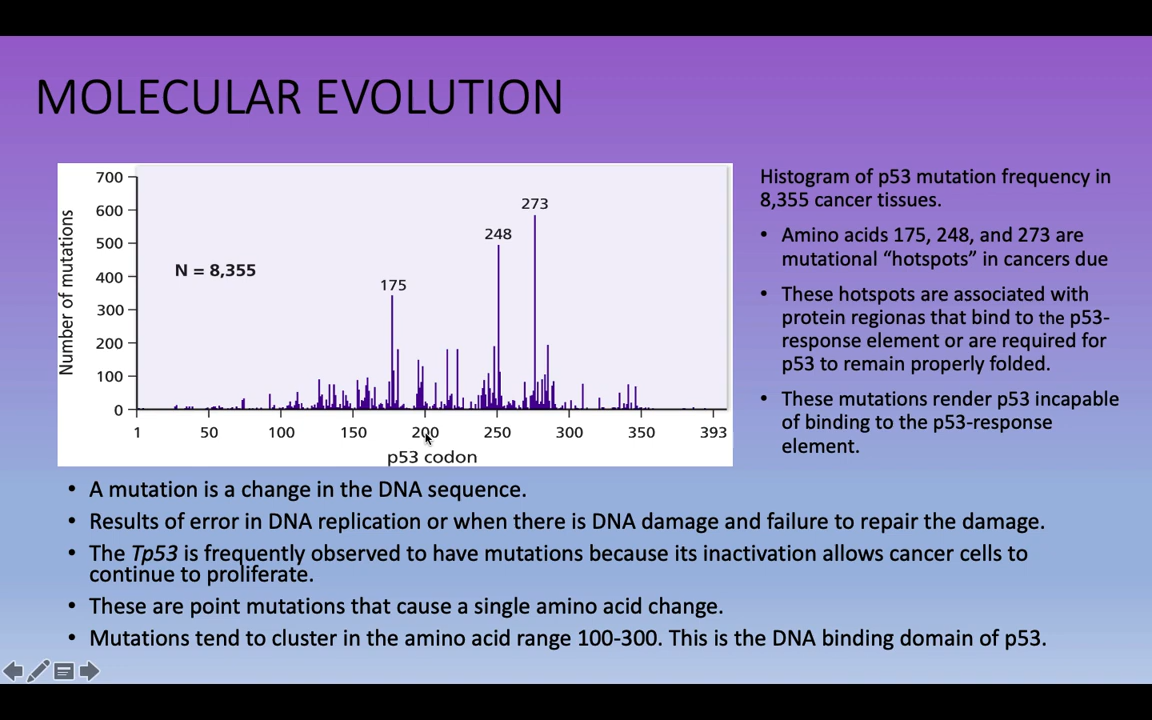 MOLECULAR EVOLUTION
700
600
500
400
300
200
100
0
Number of mutations
N = 8,355
175
248
273
1
50
100
150
200
250
300
350
393
p53 codon
Histogram of p53 mutation frequency in
8,355 cancer tissues.
• Amino acids 175, 248, and 273 are
mutational “hotspots” in cancers due
• These hotspots are associated with
protein regionas that bind to the p53-
response element or are required for
p53 to remain properly folded.
• These mutations render p53 incapable
of binding to the p53-response
element.
• A mutation is a change in the DNA sequence.
• Results of error in DNA replication or when there is DNA damage and failure to repair the damage.
• The Tp53 is frequently observed to have mutations because its inactivation allows cancer cells to
continue to proliferate.
• These are point mutations that cause a single amino acid change.
• Mutations tend to cluster in the amino acid range 100-300. This is the DNA binding domain of p53.